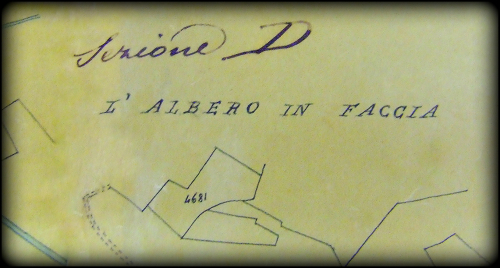 Sezione D
L' ALBERO IN FACCIA
4681